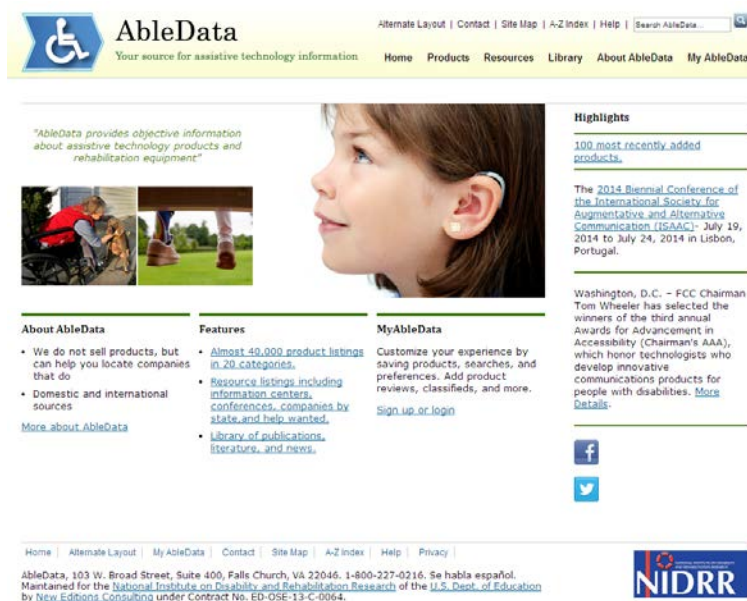 AbleData
Your source for assistive technology information
Alternate Layout | Contact | Site Map | A-Z Index | Help | Search AbleData...
Home Products Resources Library About AbleData My AbleData
"AbleData provides objective information
about assistive technology products and
rehabilitation equipment"
About AbleData
• We do not sell products, but
can help you locate companies
that do
• Domestic and international
sources
More about AbleData
Features
• Almost 40,000 product listings
in 20 categories.
• Resource listings including
information centers,
conferences, companies by
state,and help wanted.
• Library of publications,
literature, and news.
MyAbleData
Customize your experience by
saving products, searches, and
preferences. Add product
reviews, classifieds, and more.
Sign up or login
Highlights
100 most recently added
products.
The 2014 Biennial Conference of
the International Society for
Augmentative and Alternative
Communication (ISAAC)- July 19,
2014 to July 24, 2014 in Lisbon,
Portugal.
Washington, D.C. – FCC Chairman
Tom Wheeler has selected the
winners of the third annual
Awards for Advancement in
Accessibility (Chairman's AAA),
which honor technologists who
develop innovative
communications products for
people with disabilities. More
Details.
Home | Alternate Layout | My AbleData | Contact | Site Map | A-Z Index | Help | Privacy |
AbleData, 103 W. Broad Street, Suite 400, Falls Church, VA 22046. 1-800-227-0216. Se habla español.
Maintained for the National Institute on Disability and Rehabilitation Research of the U.S. Dept. of Education
by New Editions Consulting under Contract No. ED-OSE-13-C-0064.
NIDRR